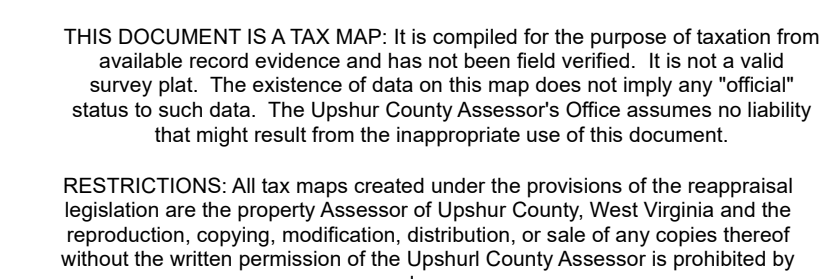 THIS DOCUMENT IS A TAX MAP: It is compiled for the purpose of taxation from
available record evidence and has not been field verified.  It is not a valid
survey plat.  The existence of data on this map does not imply any "official"
status to such data.  The Upshur County Assessor's Office assumes no liability
that might result from the inappropriate use of this document.
RESTRICTIONS: All tax maps created under the provisions of the reappraisal
legislation are the property Assessor of Upshur County, West Virginia and the
reproduction, copying, modification, distribution, or sale of any copies thereof
without the written permission of the Upshurl County Assessor is prohibited by